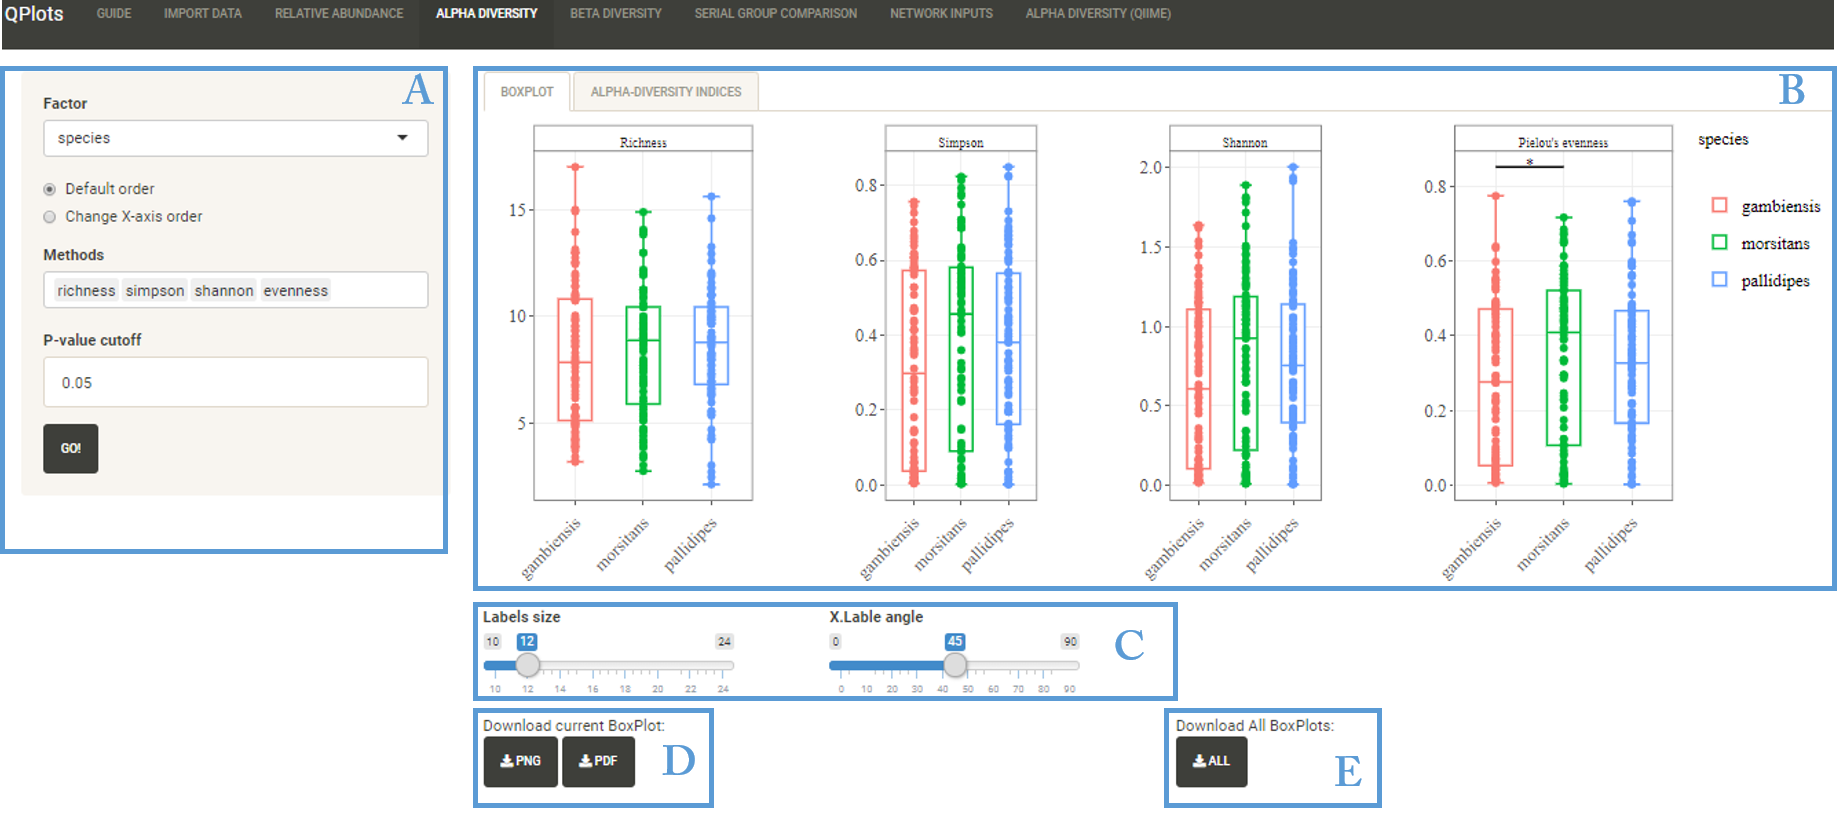 QPlots GUIDE IMPORT DATA RELATIVE ABUNDANCE ALPHA DIVERSITY BETA DIVERSITY SERIAL GROUP COMPARISON NETWORK INPUTS ALPHA DIVERSITY (QIIME)
A
Factor
species
Default order
Change X-axis order
Methods
richness simpson shannon evenness
P-value cutoff
0.05
GO!
B
BOXPLOT ALPHA-DIVERSITY INDICES
Richness
15
10
5
gambiensis morsitans pallidipes
Simpson
0.8
0.6
0.4
0.2
0.0
gambiensis morsitans pallidipes
Shannon
2.0
1.5
1.0
0.5
0.0
gambiensis morsitans pallidipes
Pielou's evenness
*
0.8
0.6
0.4
0.2
0.0
gambiensis morsitans pallidipes
species
gambiensis
morsitans
pallidipes
Labels size
10 12 24
10 12 14 16 18 20 22 24
X.Lable angle
0 45 90
0 10 20 30 40 50 60 70 80 90
C
Download current BoxPlot:
PNG PDF
D
Download All BoxPlots:
ALL
E